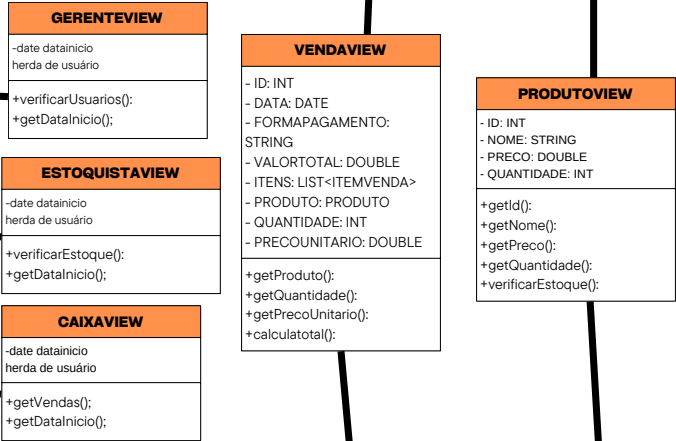 GERENTEVIEW
-date datainicio
herda de usuário
+verificarUsuarios():
+getDataInicio();
ESTOQUISTAVIEW
-date datainicio
herda de usuário
+verificarEstoque():
+getDataInicio();
CAIXAVIEW
-date datainicio
herda de usuário
+getVendas();
+getDataInicio();
VENDAVIEW
- ID: INT
- DATA: DATE
- FORMAPAGAMENTO:
STRING
- VALORTOTAL: DOUBLE
- ITENS: LIST<ITEMVENDA>
- PRODUTO: PRODUTO
- QUANTIDADE: INT
- PRECOUNITARIO: DOUBLE
+getProduto():
+getQuantidade():
+getPrecoUnitario():
+calculatotal():
PRODUTOVIEW
- ID: INT
- NOME: STRING
- PRECO: DOUBLE
- QUANTIDADE: INT
+getId():
+getNome():
+getPreco():
+getQuantidade():
+verificarEstoque():